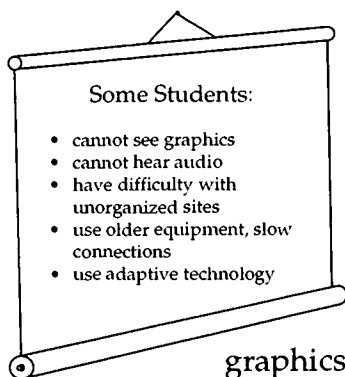 Some Students:
• cannot see graphics
• cannot hear audio
• have difficulty with
unorganized sites
• use older equipment, slow
connections
• use adaptive technology
graphics